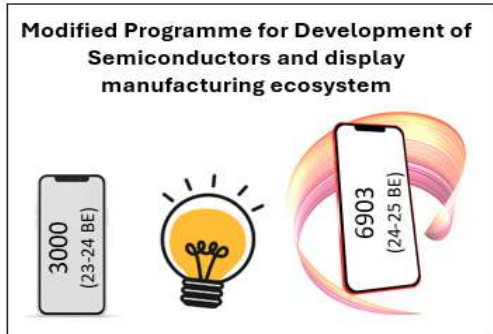 Modified Programme for Development of
Semiconductors and display
manufacturing ecosystem
3000
(23-24 BE)
6903
(24-25 BE)